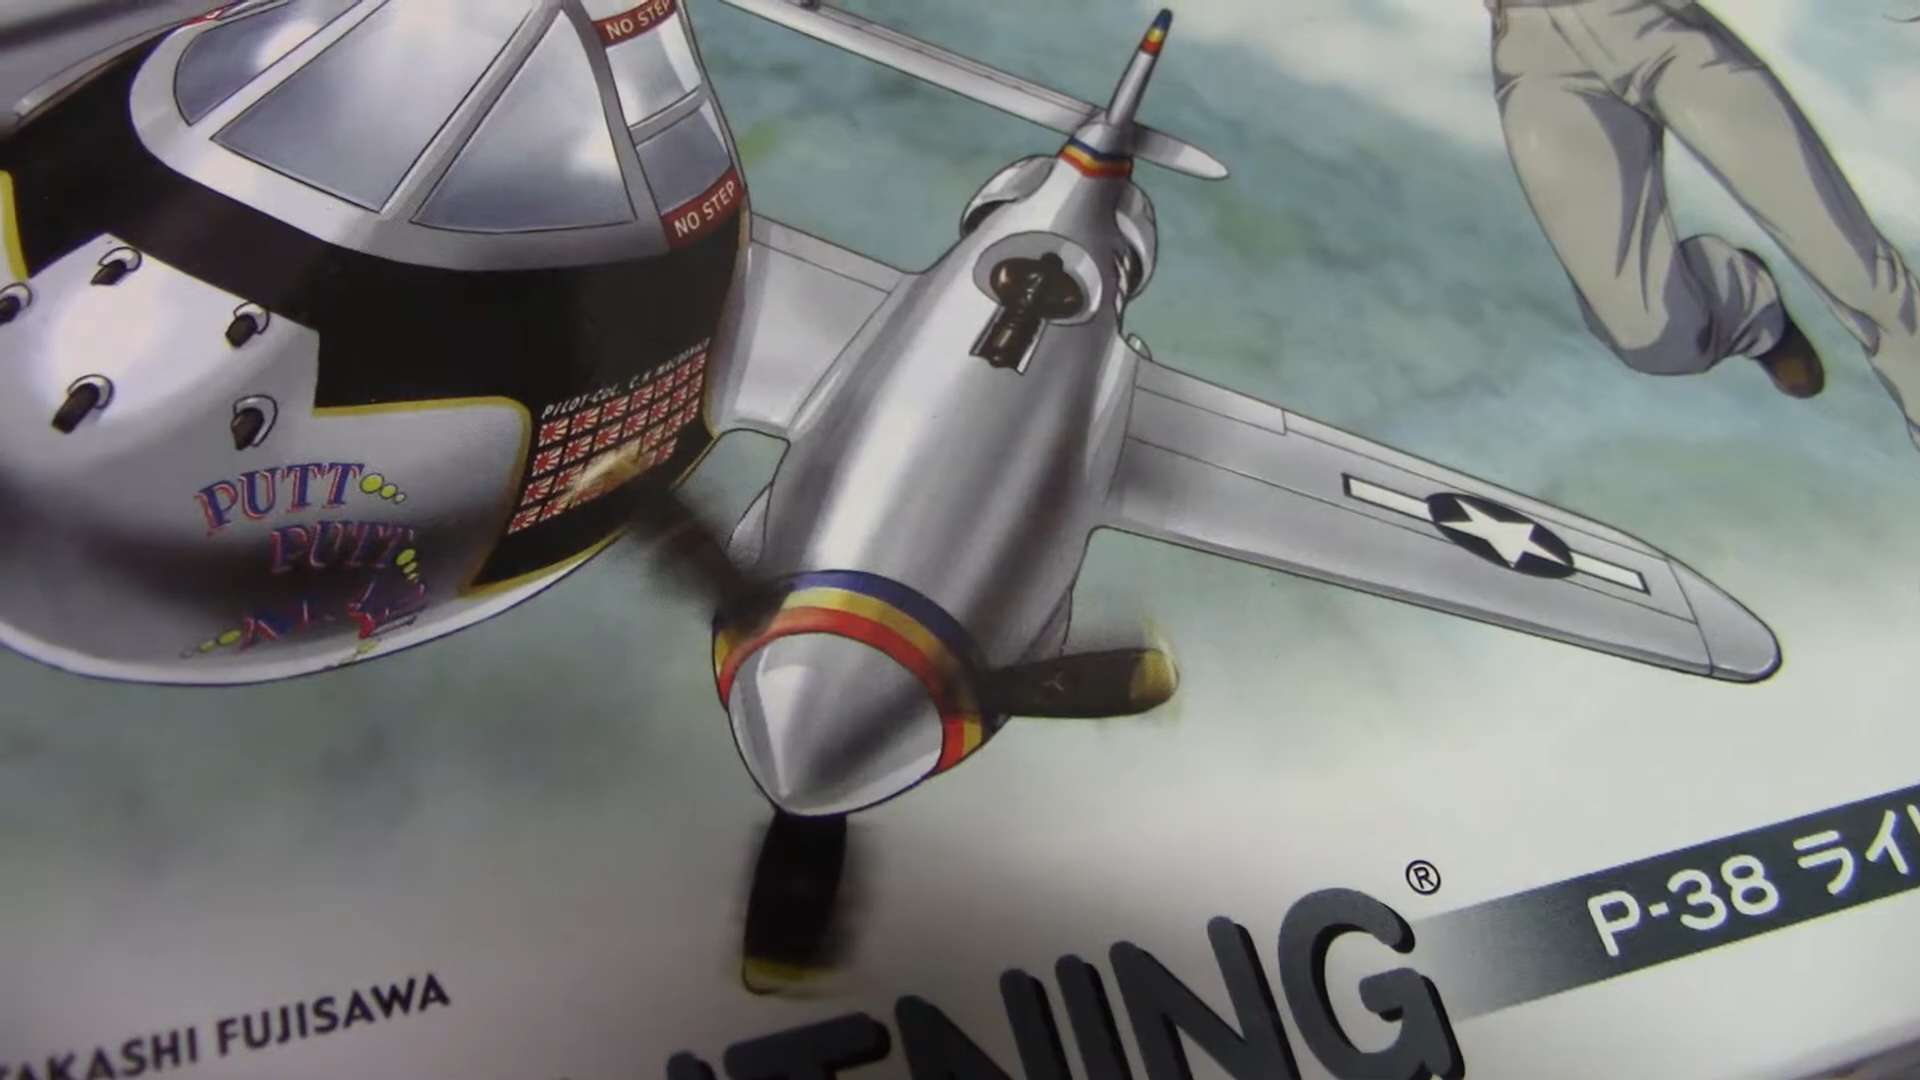 NO STEP
NO STEP
PILOT-COL. C.H. MACDONALD
PUTT
PUTT
®
P-38 ライ
TAKASHI FUJISAWA
TNING